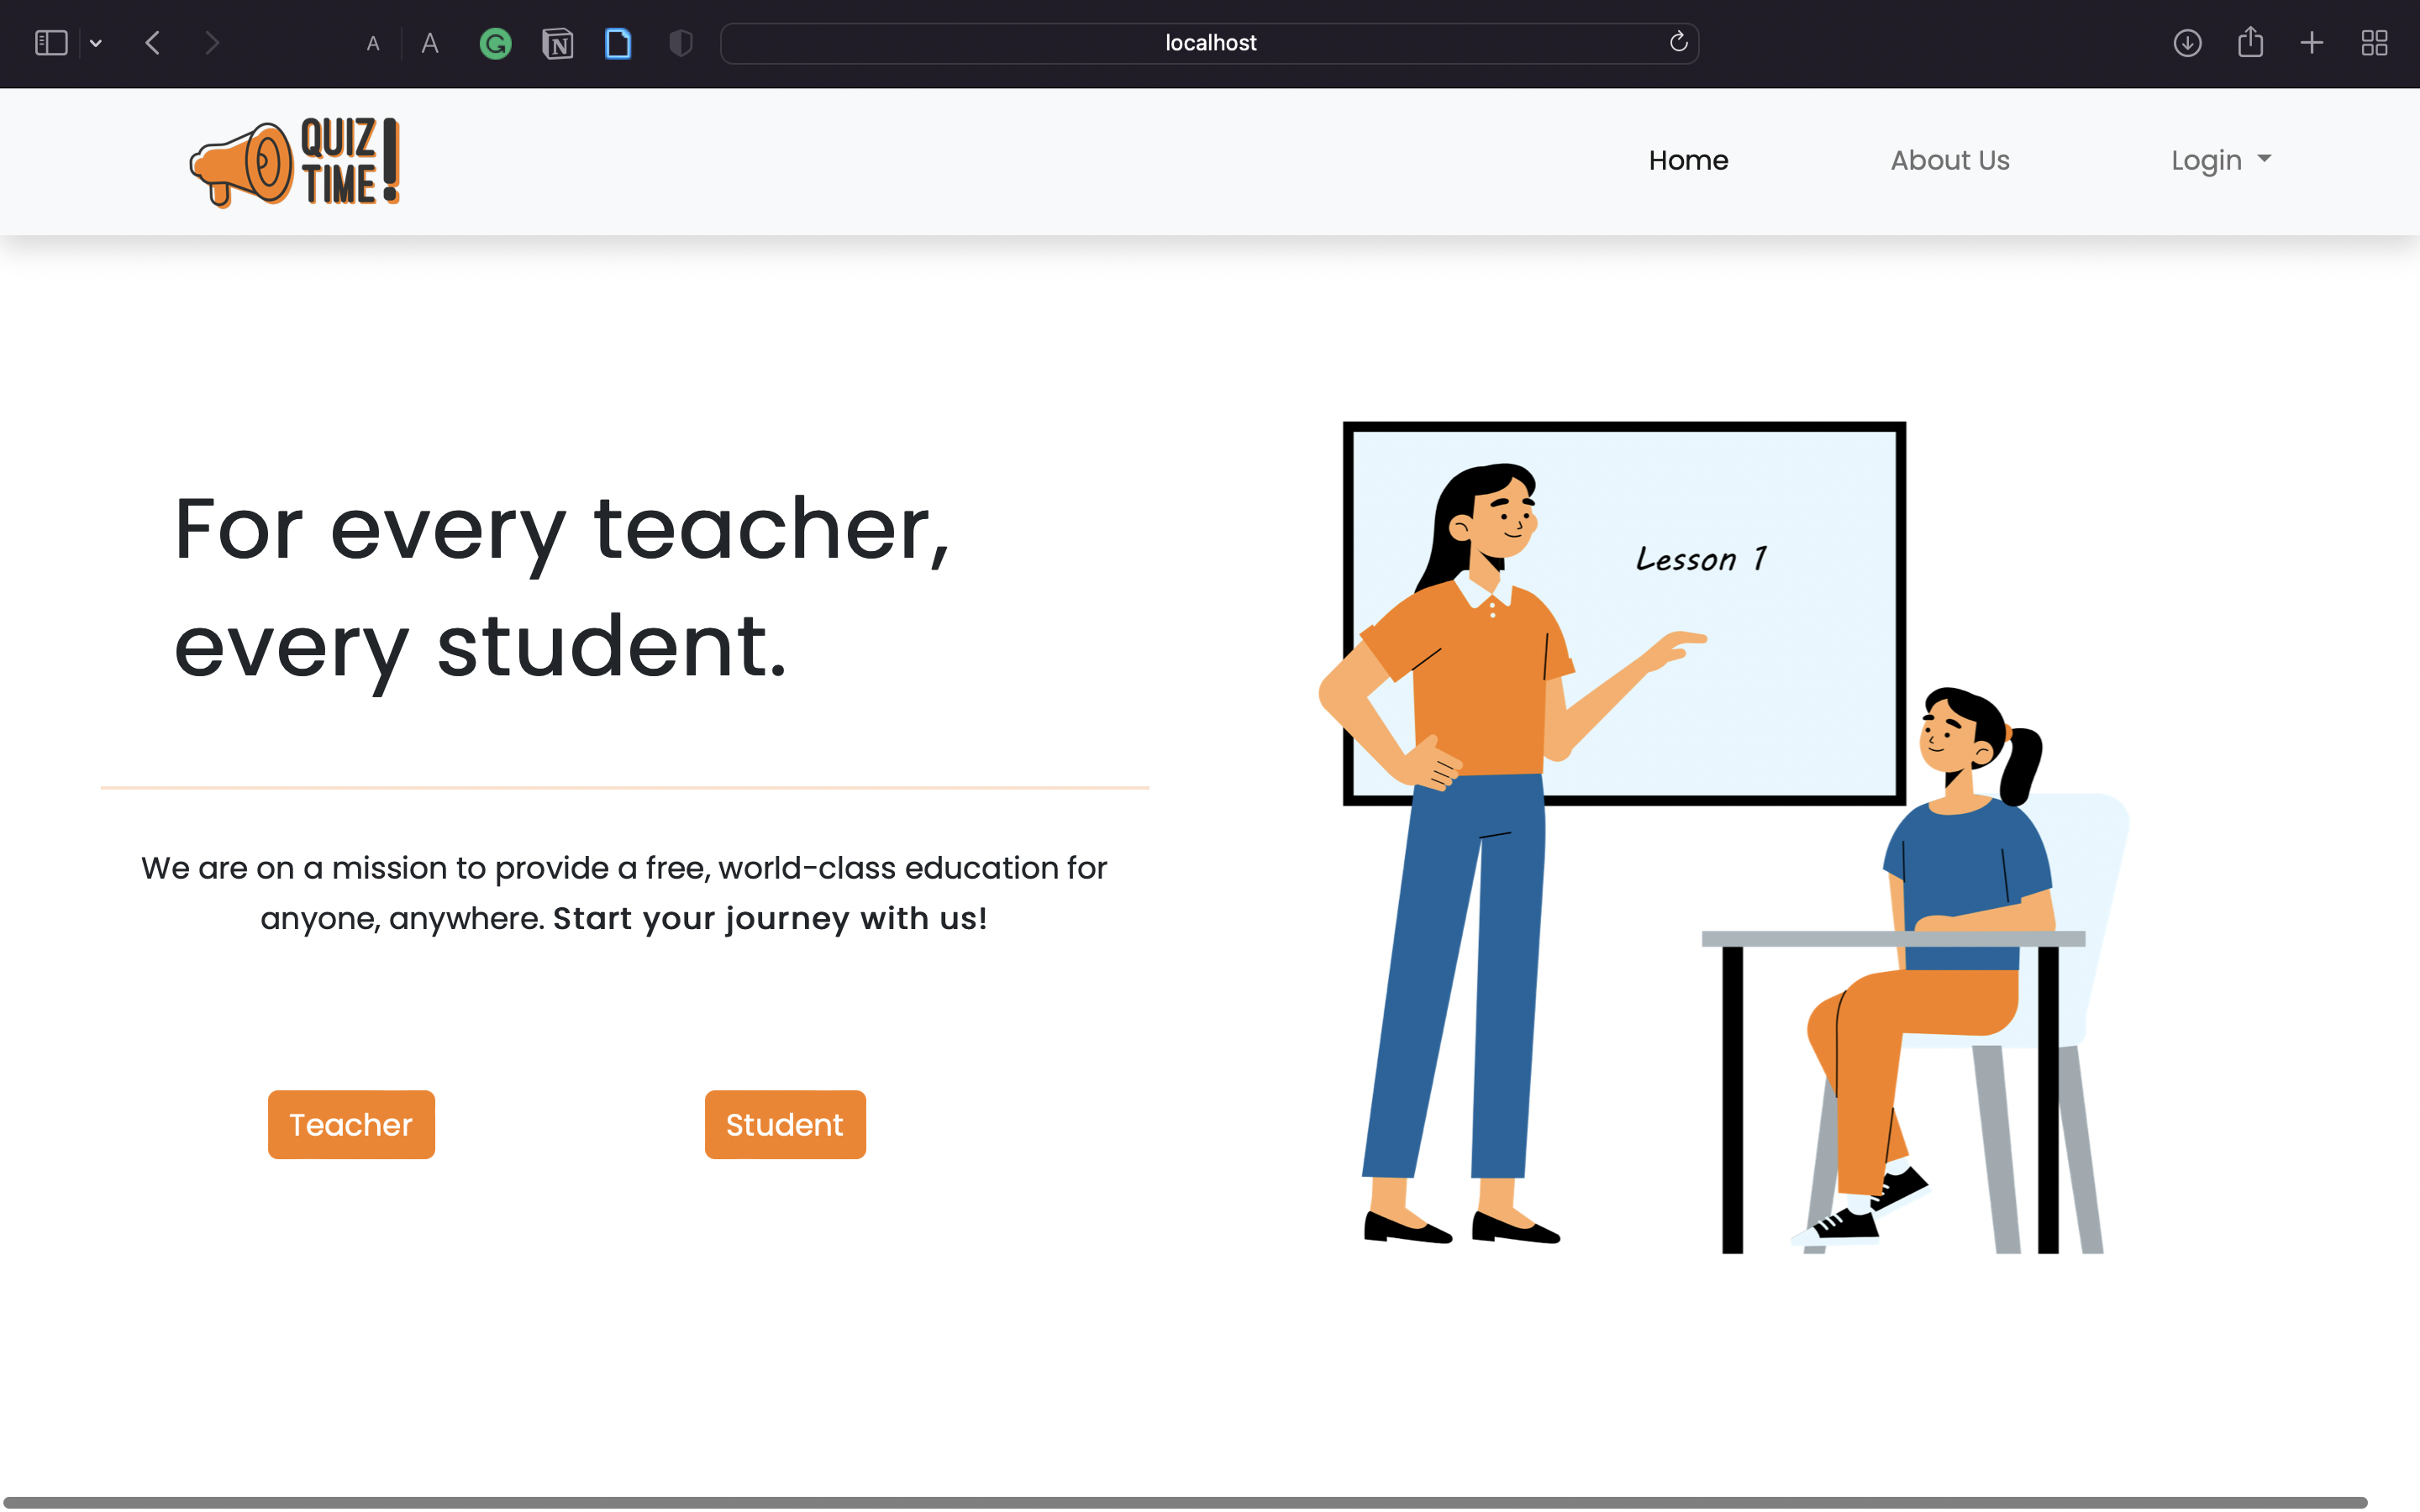 A A localhost
QUIZ
TIME!
Home About Us Login
For every teacher,
every student.
Lesson 1
We are on a mission to provide a free, world-class education for
anyone, anywhere. Start your journey with us!
Teacher Student